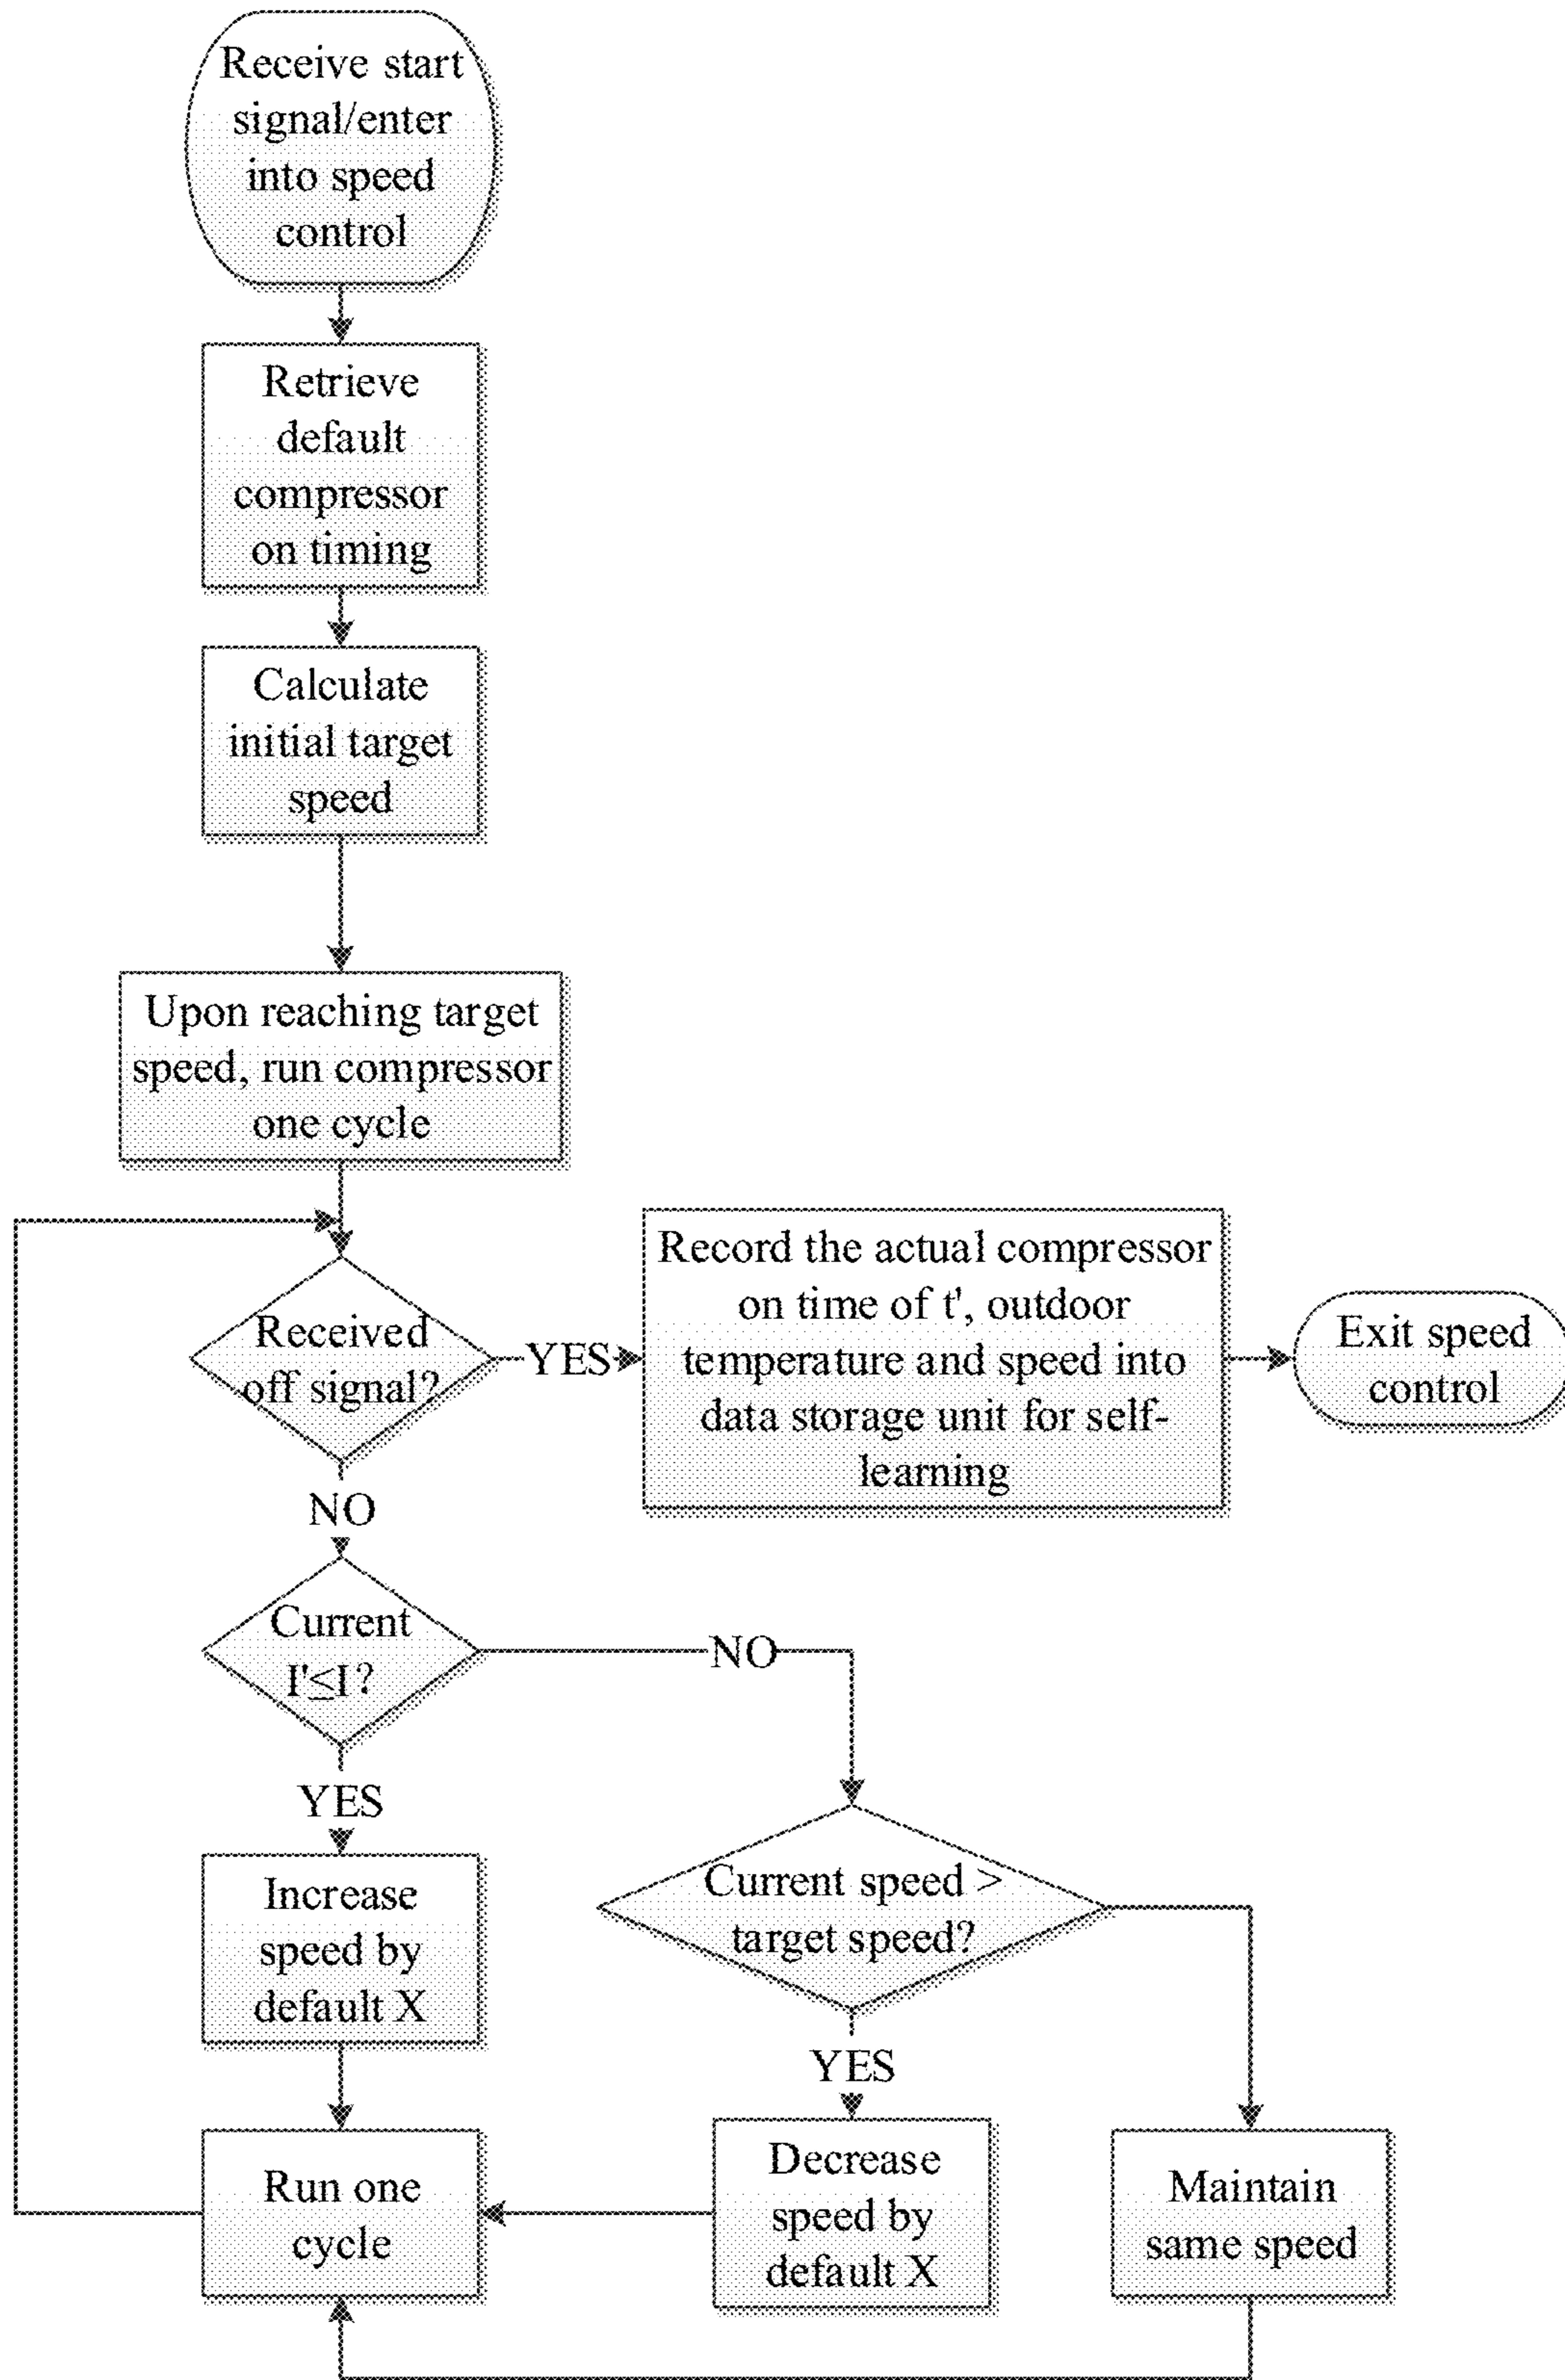 Receive start
signal/enter
into speed
control
Retrieve
default
compressor
on timing
Calculate
initial target
speed
Upon reaching target
speed, run compressor
one cycle
Received
off signal?
YES
Record the actual compressor
on time of t', outdoor
temperature and speed into
data storage unit for self-
learning
Exit speed
control
NO
Current
I'≤I?
NO
YES
Current speed >
target speed?
Increase
speed by
default X
YES
Run one
cycle
Decrease
speed by
default X
Maintain
same speed